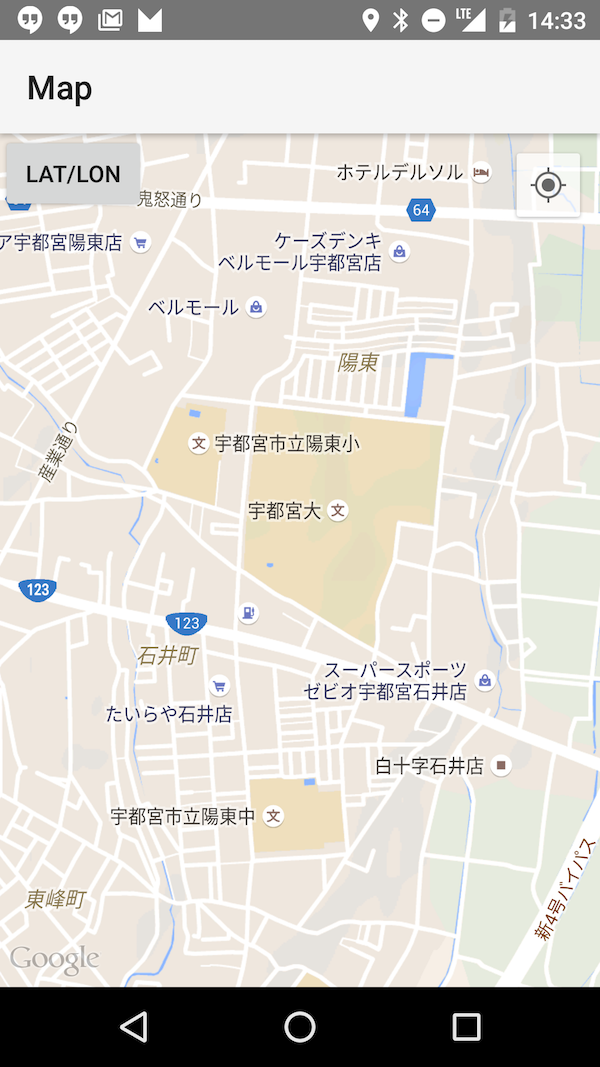 LTE 14:33
Map
LAT/LON
ホテルデルソル
鬼怒通り
64
ア宇都宮陽東店
ケーズデンキ
ベルモール宇都宮店
ベルモール
陽東
産業通り
文 宇都宮市立陽東小
宇都宮大 文
123
123
石井町
スーパースポーツ
ゼビオ宇都宮石井店
たいらや石井店
白十字石井店
宇都宮市立陽東中 文
新4号バイパス
東峰町
Google